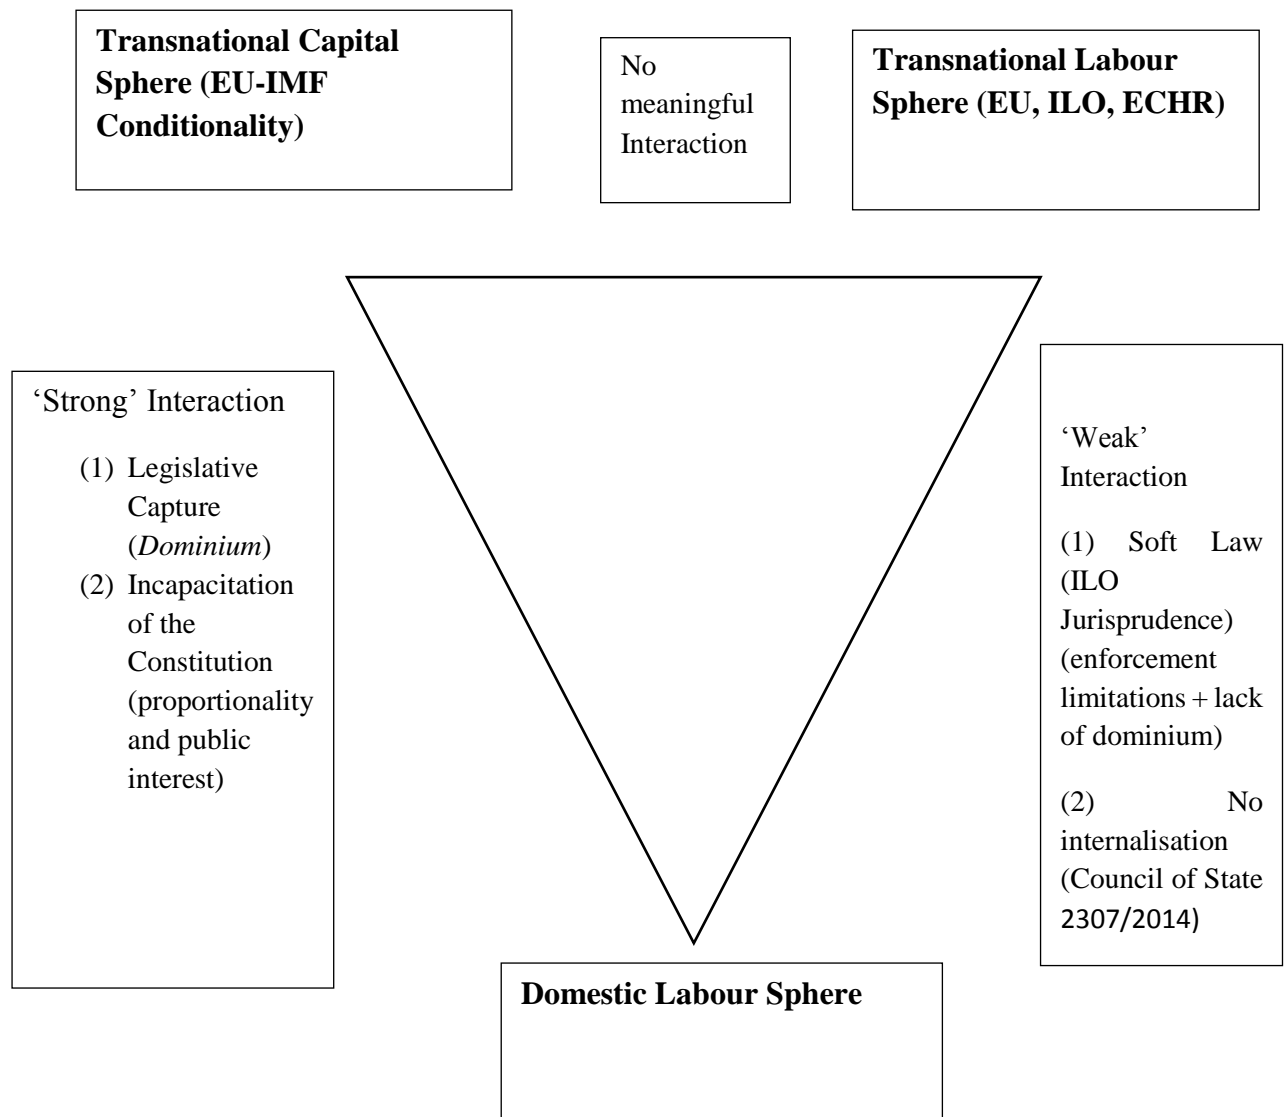 Transnational Capital
Sphere (EU-IMF
Conditionality)
No
meaningful
Interaction
Transnational Labour
Sphere (EU, ILO, ECHR)
‘Strong’ Interaction
(1) Legislative
Capture
(Dominium)
(2) Incapacitation
of the
Constitution
(proportionality
and public
interest)
‘Weak’
Interaction
(1) Soft Law
(ILO
Jurisprudence)
(enforcement
limitations + lack
of dominium)
(2) No
internalisation
(Council of State
2307/2014)
Domestic Labour Sphere